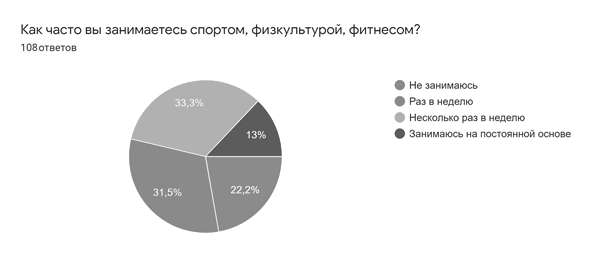 Как часто вы занимаетесь спортом, физкультурой, фитнесом?
108 ответов
Не занимаюсь
Раз в неделю
Несколько раз в неделю
Занимаюсь на постоянной основе
33,3%
13%
31,5%
22,2%